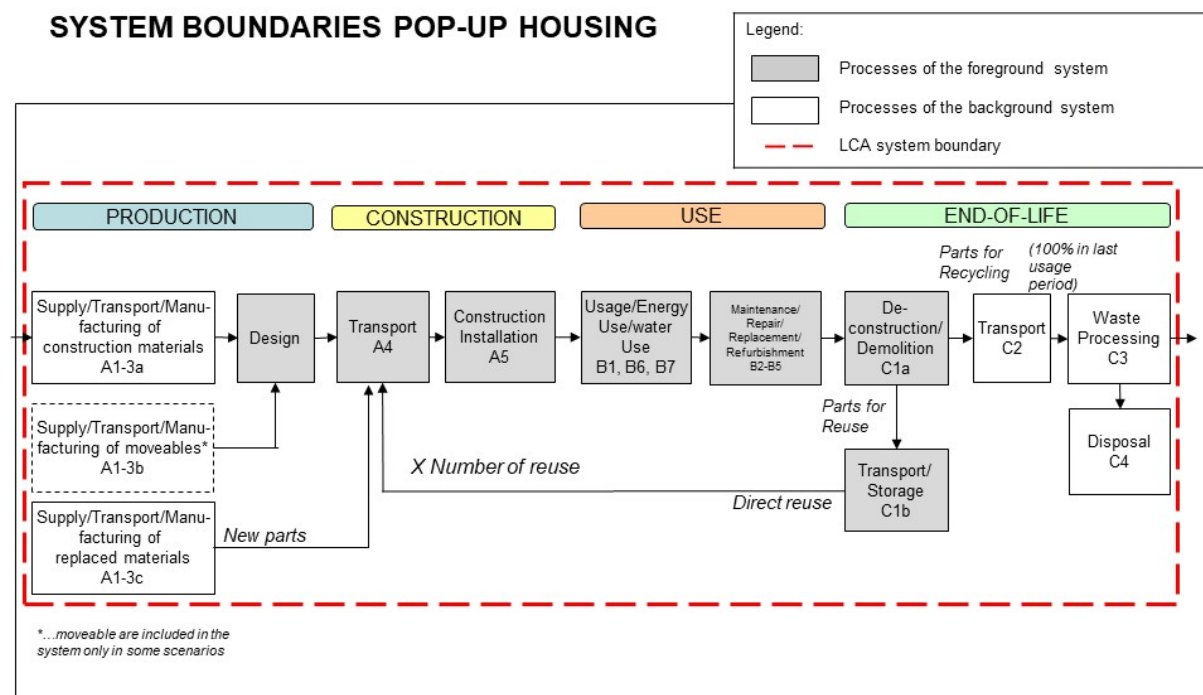 SYSTEM BOUNDARIES POP-UP HOUSING
Legend:
Processes of the foreground system
Processes of the background system
LCA system boundary
PRODUCTION
CONSTRUCTION
USE
END-OF-LIFE
Parts for
Recycling
(100% in last
usage
period)
Supply/Transport/Manu-
facturing of
construction materials
A1-3a
Design
Transport
A4
Construction
Installation
A5
Usage/Energy
Use/water
Use
B1, B6, B7
Maintenance/
Repair/
Replacement/
Refurbishment
B2-B5
De-
construction/
Demolition
C1a
Transport
C2
Waste
Processing
C3
Supply/Transport/Manu-
facturing of moveables*
A1-3b
Parts for
Reuse
Disposal
C4
X Number of reuse
Direct reuse
Transport/
Storage
C1b
Supply/Transport/Manu-
facturing of
replaced materials
A1-3c
New parts
*...moveable are included in the
system only in some scenarios